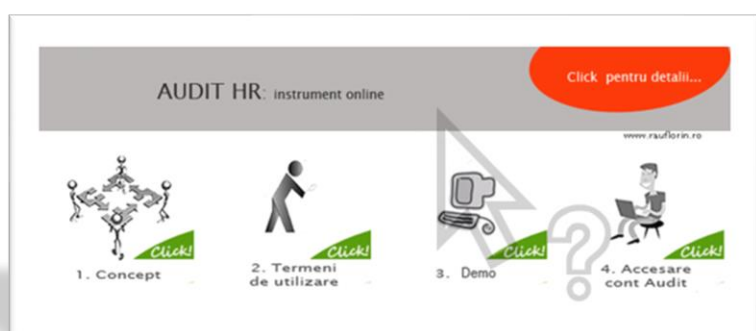 AUDIT HR: instrument online
Click pentru detalii...
www.rauflorin.ro
Click!
1. Concept
Click!
2. Termeni
de utilizare
Click!
3. Demo
Click!
4. Accesare
cont Audit
?